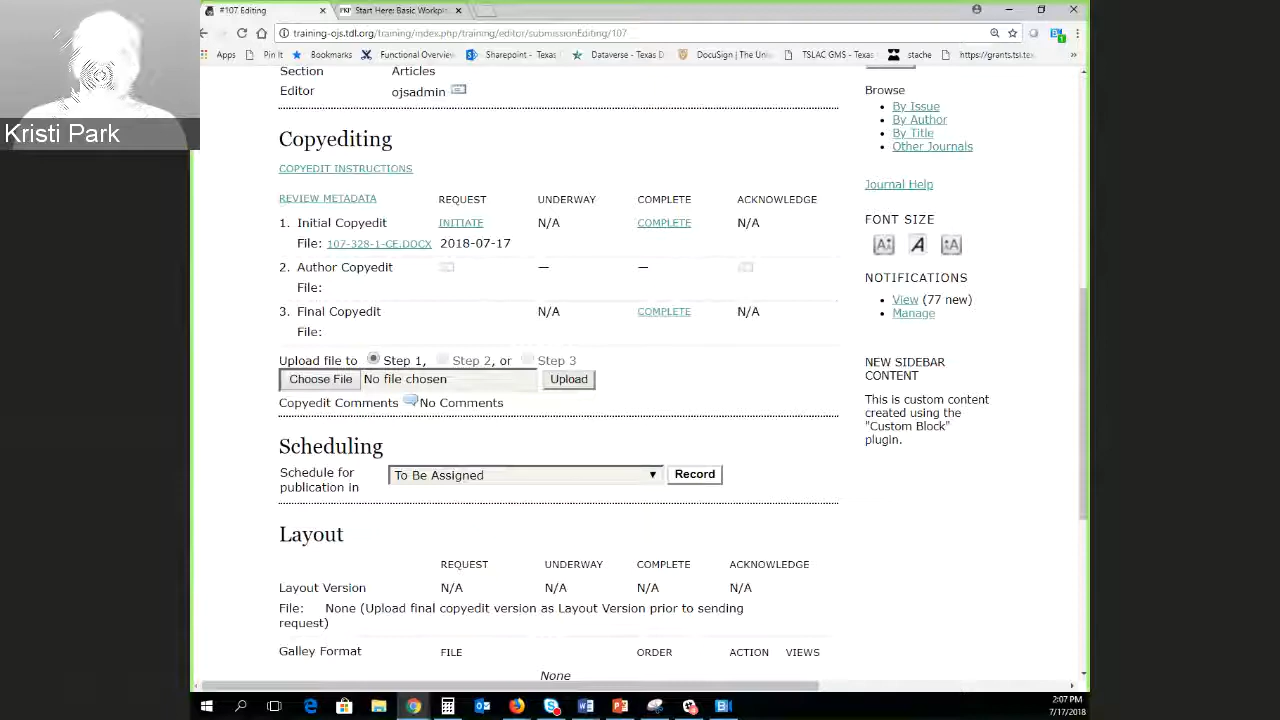 #107 Editing
Start Here: Basic Workpl
training-ojs.tdl.org/training/index.php/training/editor/submissionEditing/107
Apps
Pin It
Bookmarks
Functional Overview
Sharepoint - Texas D
Dataverse - Texas D
DocuSign | The Uni
TSLAC GMS - Texas
stache
https://grants.tsl.tex
»
Kristi Park
Section Articles
Editor ojsadmin
Copyediting
COPYEDIT INSTRUCTIONS
REVIEW METADATA REQUEST UNDERWAY COMPLETE ACKNOWLEDGE
1. Initial Copyedit INITIATE N/A COMPLETE N/A
File: 107-328-1-CE.DOCX 2018-07-17
2. Author Copyedit — —
File:
3. Final Copyedit N/A COMPLETE N/A
File:
Upload file to Step 1, Step 2, or Step 3
Choose File No file chosen Upload
Copyedit Comments No Comments
Scheduling
Schedule for
publication in
To Be Assigned
Record
Layout
REQUEST UNDERWAY COMPLETE ACKNOWLEDGE
Layout Version N/A N/A N/A N/A
File: None (Upload final copyedit version as Layout Version prior to sending
request)
Galley Format FILE ORDER ACTION VIEWS
None
Browse
By Issue
By Author
By Title
Other Journals
Journal Help
FONT SIZE
A A A
NOTIFICATIONS
View (77 new)
Manage
NEW SIDEBAR
CONTENT
This is custom content
created using the
"Custom Block"
plugin.
2:07 PM
7/17/2018